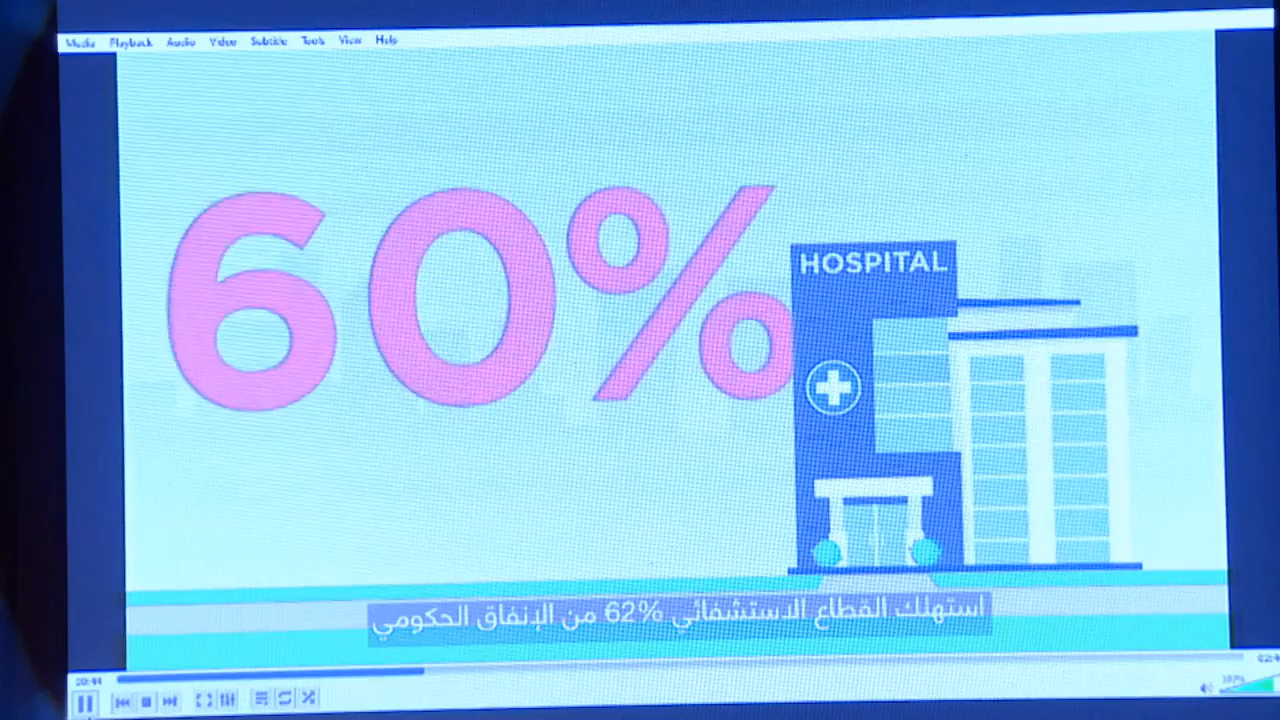 Media Playback Audio Video Subtitle Tools View Help
60%
HOSPITAL
استهلك القطاع الاستشفائي 62% من الإنفاق الحكومي